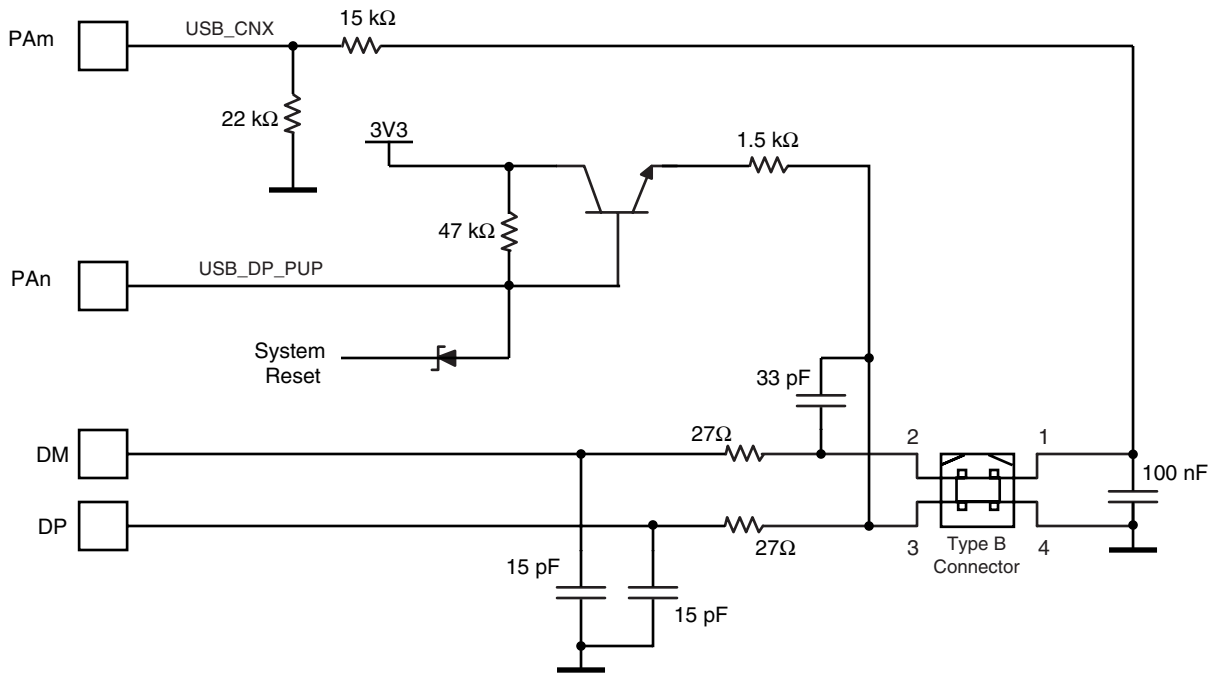 PAm
USB_CNX
15 kΩ
22 kΩ
3V3
1.5 kΩ
47 kΩ
PAn
USB_DP_PUP
System
Reset
33 pF
DM
27Ω
2
1
100 nF
DP
27Ω
3
Type B
Connector
4
15 pF
15 pF